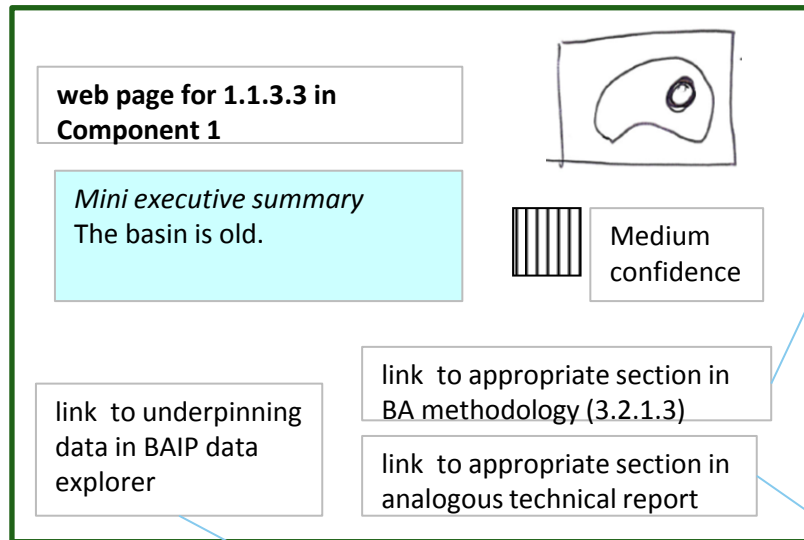 web page for 1.1.3.3 in
Component 1
Mini executive summary
The basin is old.
Medium
confidence
link  to appropriate section in
BA methodology (3.2.1.3)
link  to underpinning
data in BAIP data
explorer
link  to appropriate section in
analogous technical report